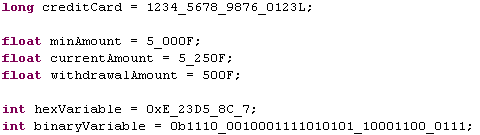 long creditCard = 1234_5678_9876_0123L;
float minAmount = 5_000F;
float currentAmount = 5_250F;
float withdrawalAmount = 500F;
int hexVariable = 0xE_23D5_8C_7;
int binaryVariable = 0b1110_0010001111010101_10001100_0111;